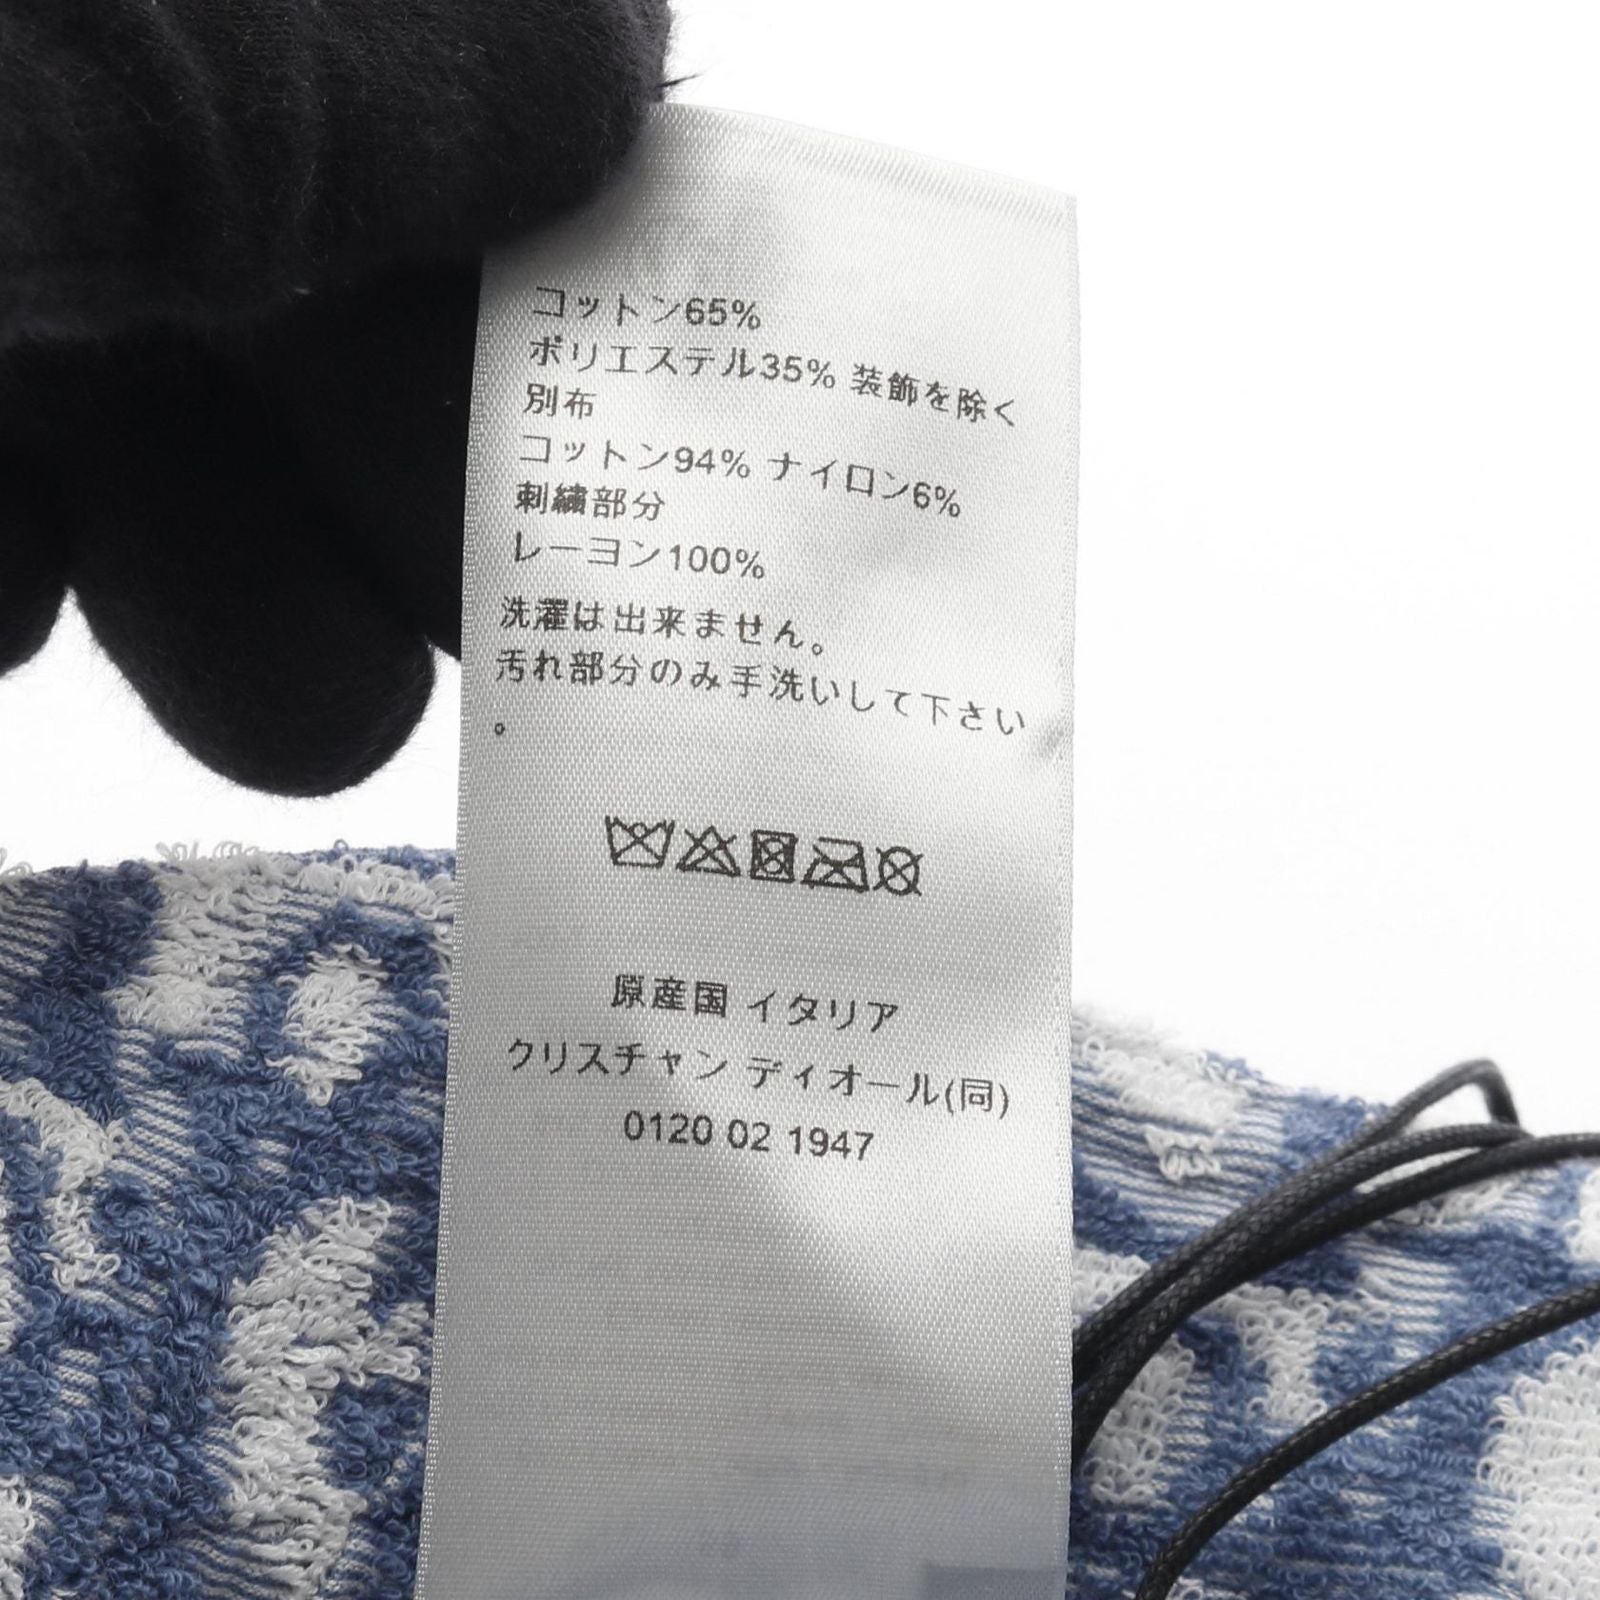 コットン65%
ポリエステル35% 装飾を除く
別布
コットン94% ナイロン6%
刺繍部分
レーヨン100%
洗濯は出来ません。
汚れ部分のみ手洗いして下さい
。
原産国 イタリア
クリスチャン ディオール(同)
0120 02 1947